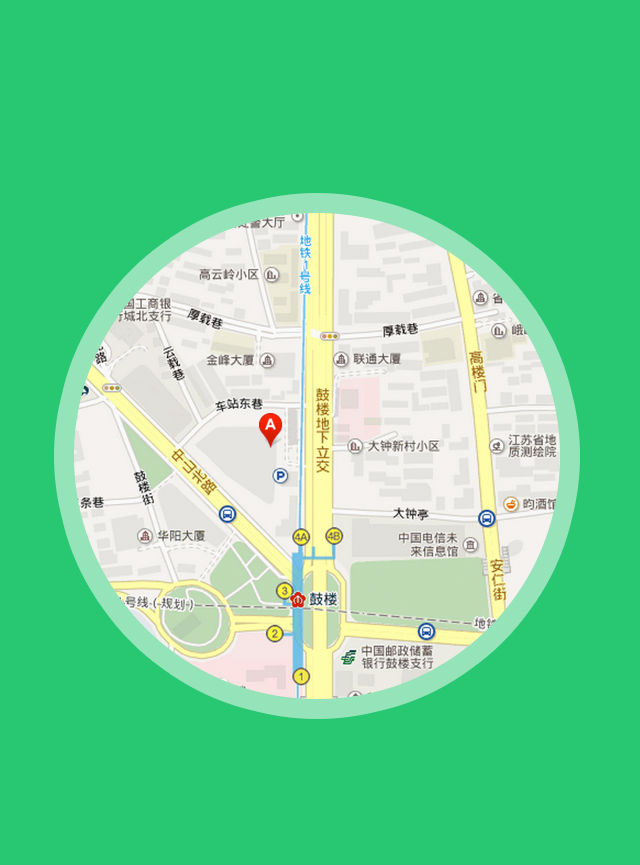 警大厅
地铁1号线
高云岭小区
国工商银
行城北支行
厚载巷
厚载巷
云载巷
金峰大厦
联通大厦
高楼门
车站东巷
A
鼓楼地下立交
大钟新村小区
江苏省地
质测绘院
中山北路
P
鼓楼街
条巷
昀酒馆
大钟亭
华阳大厦
4A
4B
中国电信未
来信息馆
安仁街
3
鼓楼
号线(规划)
地铁
2
中国邮政储蓄
银行鼓楼支行
1